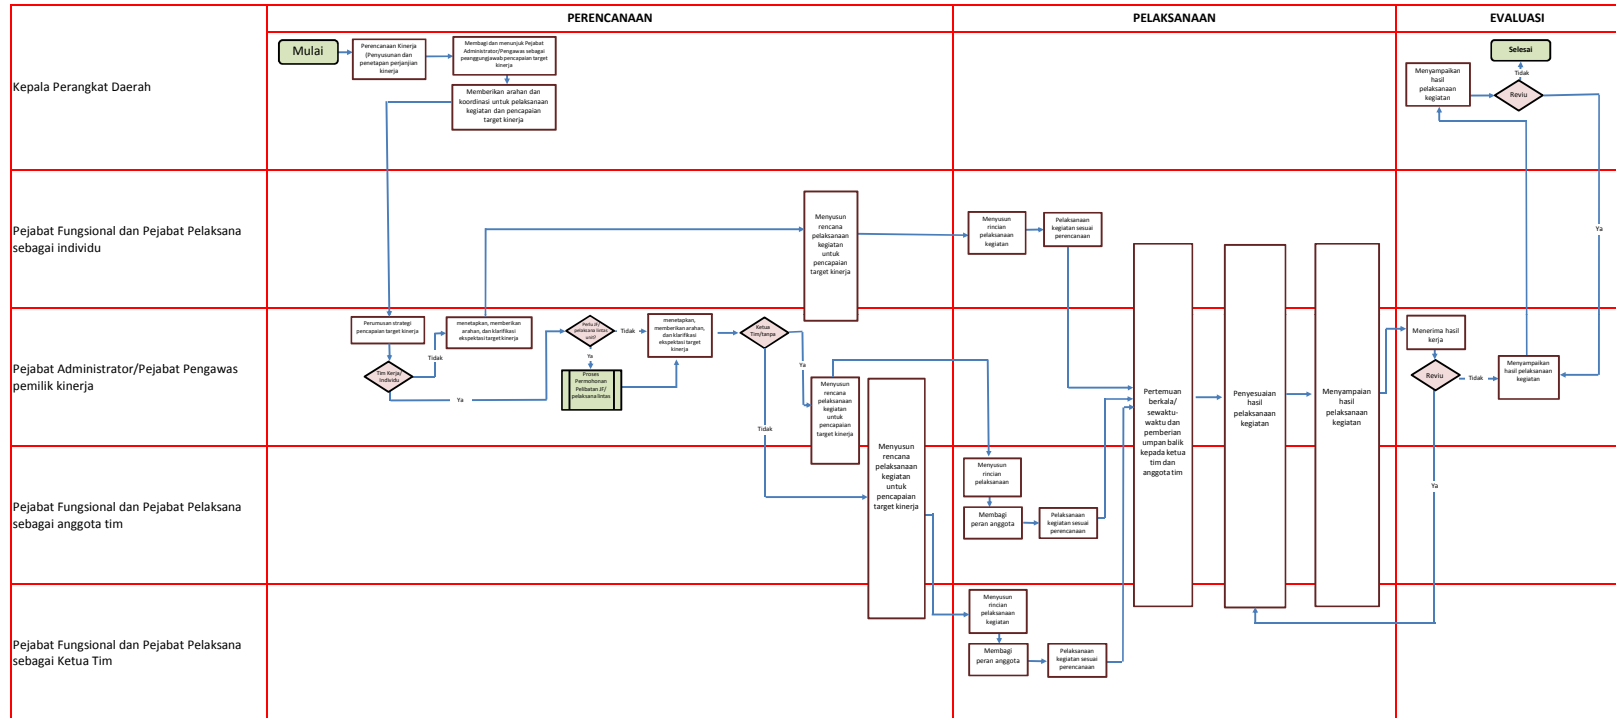 PERENCANAAN
PELAKSANAAN
EVALUASI
Kepala Perangkat Daerah
Mulai
Perencanaan Kinerja
(Penyusunan dan
penetapan perjanjian
kinerja
Membagi dan menunjuk Pejabat
Administrator/Pengawas sebagai
peanggungjawab pencapaian target
kinerja
Memberikan arahan dan
koordinasi untuk pelaksanaan
kegiatan dan pencapaian
target kinerja
Selesai
Tidak
Menyampaikan
hasil
pelaksanaan
kegiatan
Reviu
Ya
Pejabat Fungsional dan Pejabat Pelaksana
sebagai individu
Menyusun
rencana
pelaksanaan
kegiatan
untuk
pencapaian
target kinerja
Menyusun
rincian
pelaksanaan
kegiatan
Pelaksanaan
kegiatan sesuai
perencanaan
Pejabat Administrator/Pejabat Pengawas
pemilik kinerja
Perumusan strategi
pencapaian target kinerja
Tim Kerja/
Individu
Tidak
Ya
menetapkan, memberikan
arahan, dan klarifikasi
ekspektasi target kinerja
Perlu JF/
pelaksana lintas
unit?
Tidak
Ya
Proses
Permohonan
Pelibatan JF/
pelaksana lintas
menetapkan,
memberikan arahan,
dan klarifikasi
ekspektasi target
kinerja
Ketua
Tim/tanpa
Ya
Tidak
Menyusun
rencana
pelaksanaan
kegiatan
untuk
pencapaian
target kinerja
Menyusun
rencana
pelaksanaan
kegiatan
untuk
pencapaian
target kinerja
Pertemuan
berkala/
sewaktu-
waktu dan
pemberian
umpan balik
kepada ketua
tim dan
anggota tim
Penyesuaian
hasil
pelaksanaan
kegiatan
Menyampaian
hasil
pelaksanaan
kegiatan
Menerima hasil
kerja
Reviu
Tidak
Ya
Menyampaikan
hasil pelaksanaan
kegiatan
Pejabat Fungsional dan Pejabat Pelaksana
sebagai anggota tim
Menyusun
rincian
pelaksanaan
Membagi
peran anggota
Pelaksanaan
kegiatan sesuai
perencanaan
Pejabat Fungsional dan Pejabat Pelaksana
sebagai Ketua Tim
Menyusun
rincian
pelaksanaan
kegiatan
Membagi
peran anggota
Pelaksanaan
kegiatan sesuai
perencanaan